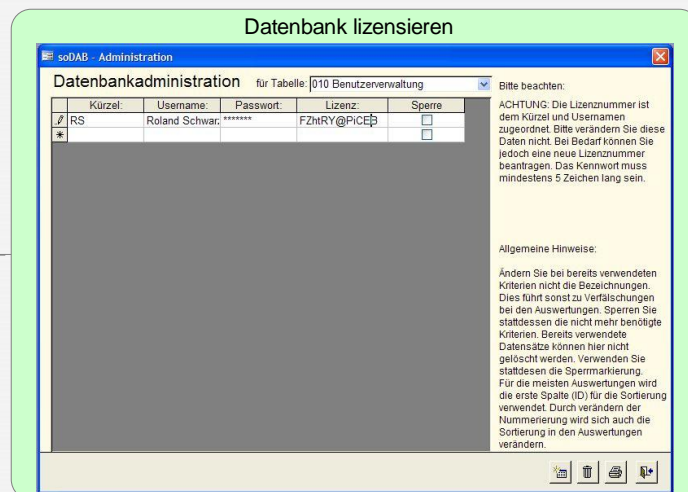 Datenbank lizensieren
soDAB - Administration
Datenbankadministration für Tabelle: 010 Benutzerverwaltung
Kürzel: Username: Passwort: Lizenz: Sperre
RS Roland Schwar. ******* FZhtRY@PiCEB
Bitte beachten:
ACHTUNG: Die Lizenznummer ist
dem Kürzel und Usernamen
zugeordnet. Bitte verändern Sie diese
Daten nicht. Bei Bedarf können Sie
jedoch eine neue Lizenznummer
beantragen. Das Kennwort muss
mindestens 5 Zeichen lang sein.
Allgemeine Hinweise:
Ändern Sie bei bereits verwendeten
Kriterien nicht die Bezeichnungen.
Dies führt sonst zu Verfälschungen
bei den Auswertungen. Sperren Sie
stattdessen die nicht mehr benötigte
Kriterien. Bereits verwendete
Datensätze können hier nicht
gelöscht werden. Verwenden Sie
stattdesen die Sperrmarkierung.
Für die meisten Auswertungen wird
die erste Spalte (ID) für die Sortierung
verwendet. Durch verändern der
Nummerierung wird sich auch die
Sortierung in den Auswertungen
verändern.